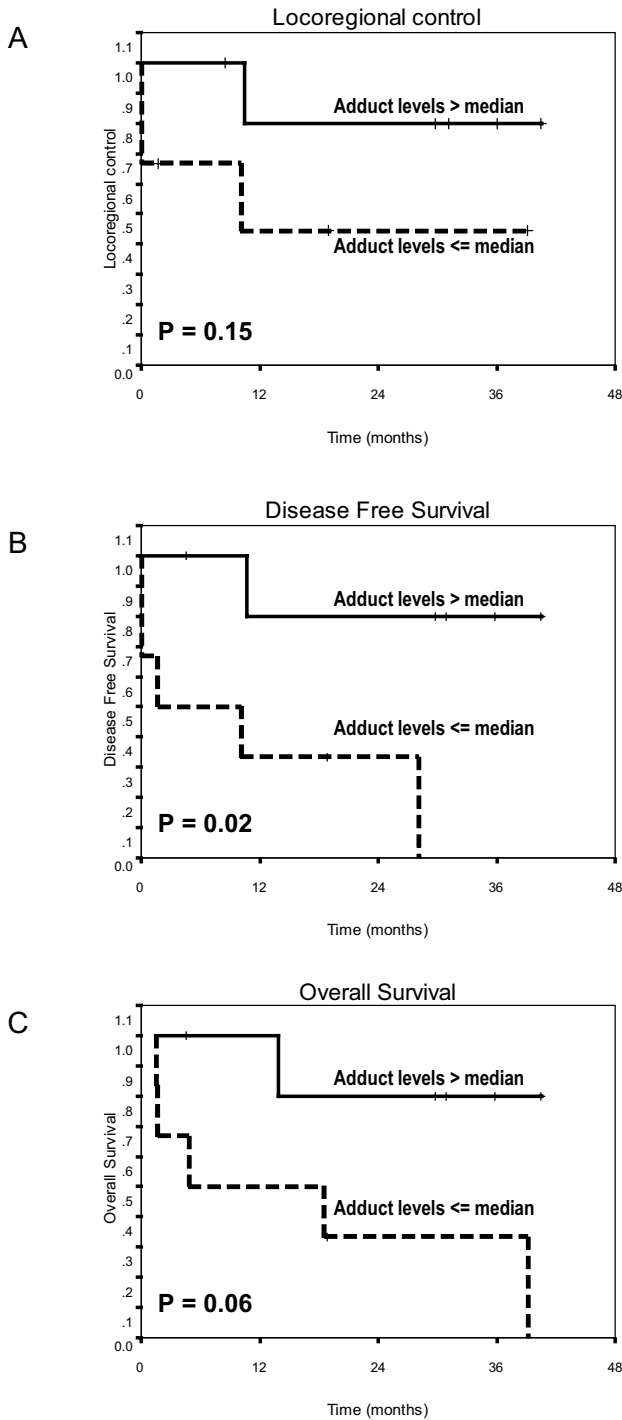 A
Locoregional control
1.1
1.0
.9
.8
.7
.6
.5
.4
.3
.2
.1
0.0
Locoregional control
Adduct levels > median
Adduct levels <= median
P = 0.15
0 12 24 36 48
Time (months)
B
Disease Free Survival
1.1
1.0
.9
.8
.7
.6
.5
.4
.3
.2
.1
0.0
Disease Free Survival
Adduct levels > median
Adduct levels <= median
P = 0.02
0 12 24 36 48
Time (months)
C
Overall Survival
1.1
1.0
.9
.8
.7
.6
.5
.4
.3
.2
.1
0.0
Overall Survival
Adduct levels > median
Adduct levels <= median
P = 0.06
0 12 24 36 48
Time (months)